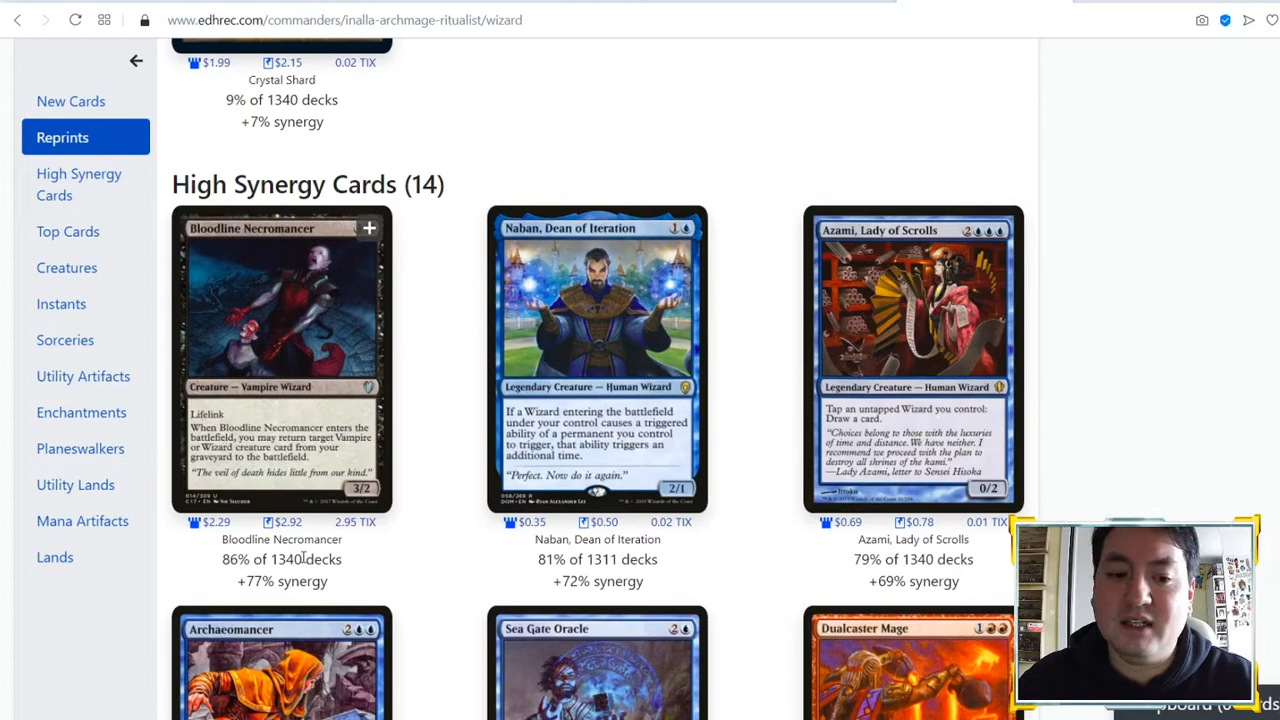 www.edhrec.com/commanders/inalla-archmage-ritualist/wizard
New Cards
Reprints
High Synergy
Cards
Top Cards
Creatures
Instants
Sorceries
Utility Artifacts
Enchantments
Planeswalkers
Utility Lands
Mana Artifacts
Lands
$1.99 $2.15 0.02 TIX
Crystal Shard
9% of 1340 decks
+7% synergy
High Synergy Cards (14)
Bloodline Necromancer
Creature — Vampire Wizard
Lifelink
When Bloodline Necromancer enters the
battlefield, you may return target Vampire
or Wizard creature card from your
graveyard to the battlefield.
"The veil of death hides little from our kind."
3/2
$2.29 $2.92 2.95 TIX
Bloodline Necromancer
86% of 1340 decks
+77% synergy
Naban, Dean of Iteration 1
Legendary Creature — Human Wizard
If a Wizard entering the battlefield
under your control causes a triggered
ability of a permanent you control
to trigger, that ability triggers an
additional time.
"Perfect. Now do it again."
2/1
$0.35 $0.50 0.02 TIX
Naban, Dean of Iteration
81% of 1311 decks
+72% synergy
Azami, Lady of Scrolls 2
Legendary Creature — Human Wizard
Tap an untapped Wizard you control:
Draw a card.
"Choices belong to those with the luxuries
of time and distance. We have neither. I
recommend we proceed with the plan to
destroy all shrines of the kami."
—Lady Azami, letter to Sensei Hisoka
0/2
$0.69 $0.78 0.01 TIX
Azami, Lady of Scrolls
79% of 1340 decks
+69% synergy
Archaeomancer 2
Sea Gate Oracle 2
Dualcaster Mage 1